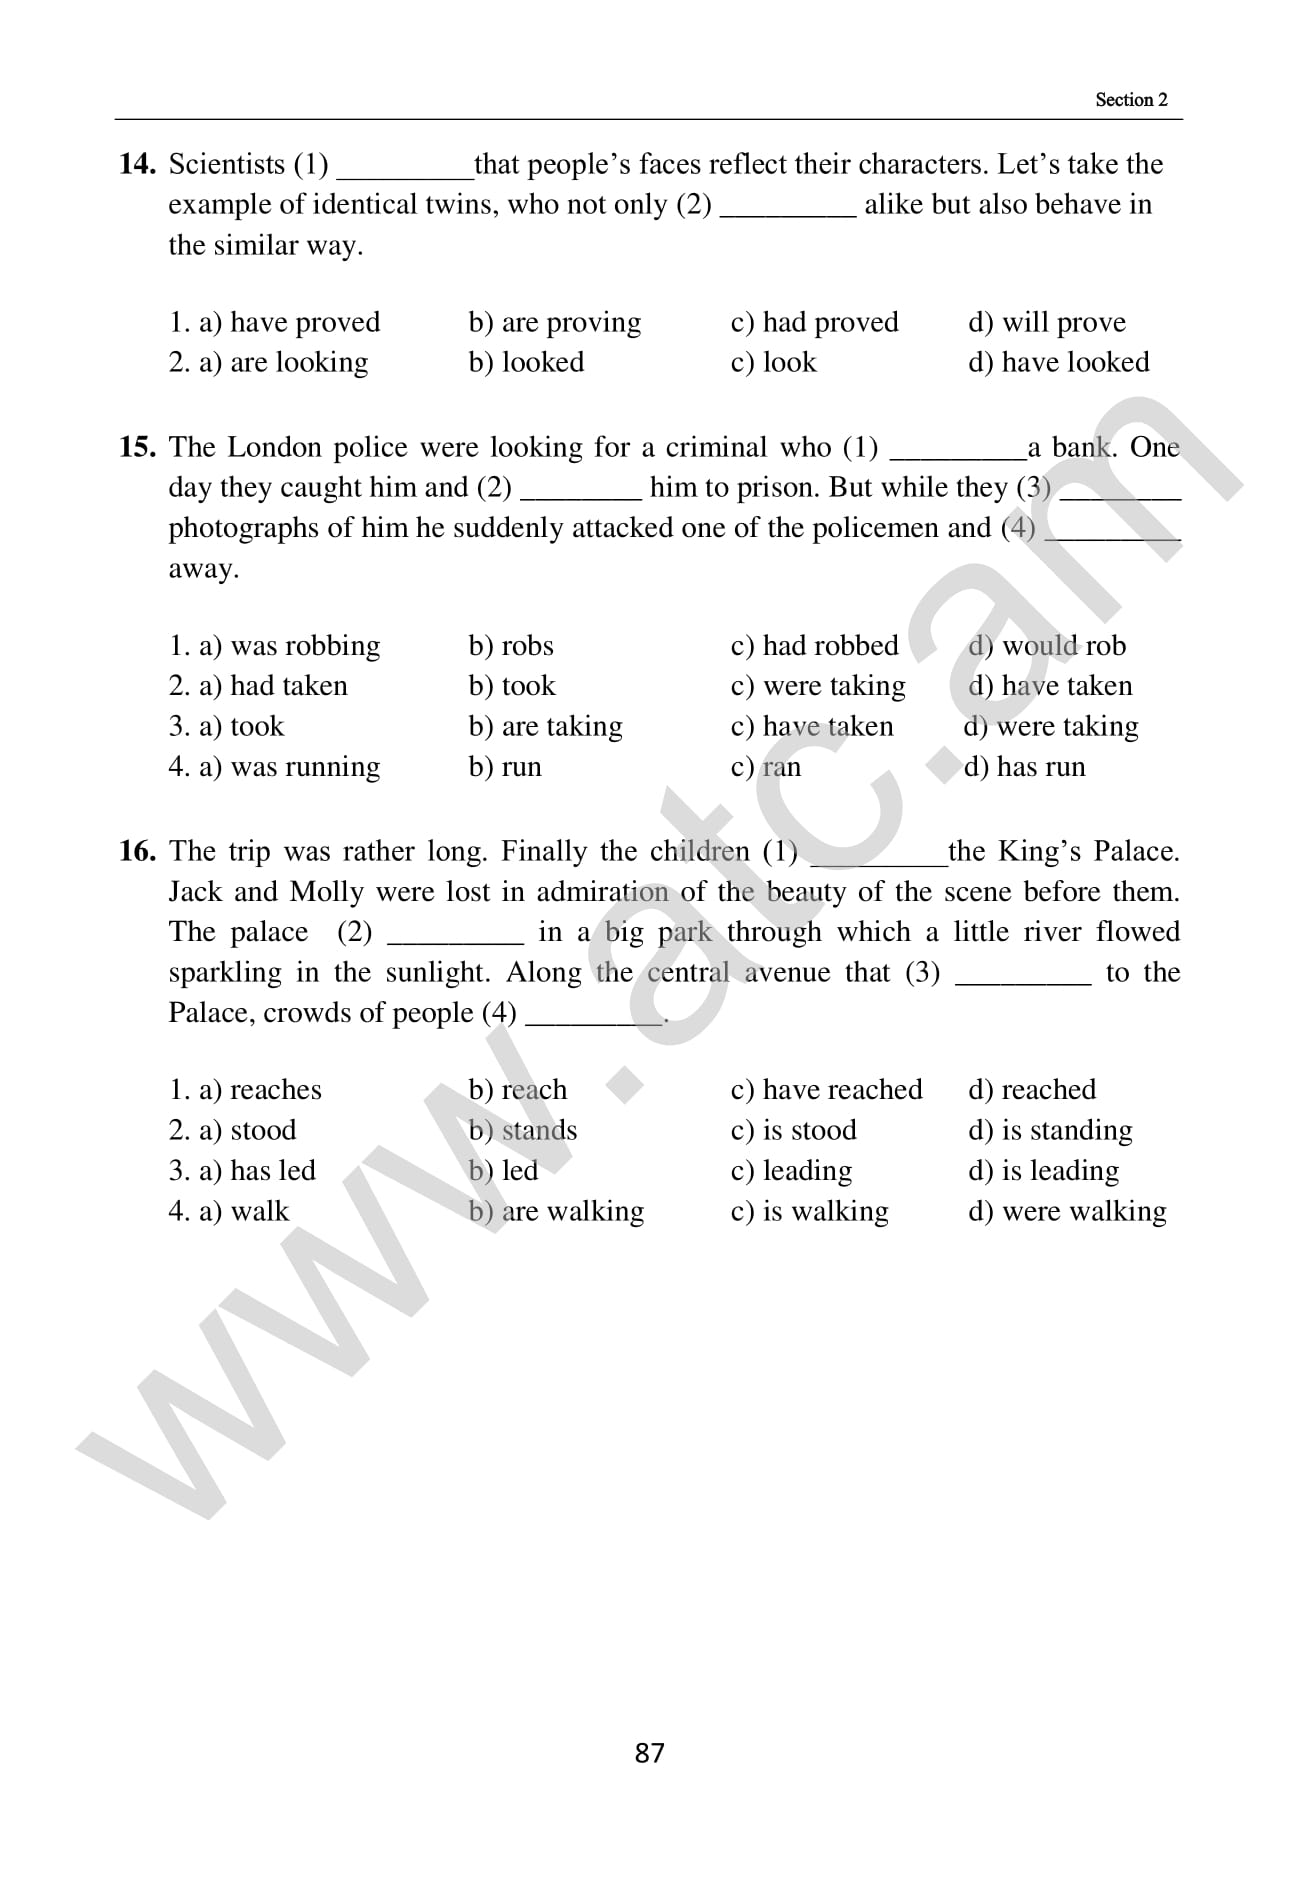 Section 2
14. Scientists (1) _________that people’s faces reflect their characters. Let’s take the
example of identical twins, who not only (2) _________ alike but also behave in
the similar way.
1. a) have proved b) are proving c) had proved d) will prove
2. a) are looking b) looked c) look d) have looked
15. The London police were looking for a criminal who (1) _________a bank. One
day they caught him and (2) ________ him to prison. But while they (3) ________
photographs of him he suddenly attacked one of the policemen and (4) _________
away.
1. a) was robbing b) robs c) had robbed d) would rob
2. a) had taken b) took c) were taking d) have taken
3. a) took b) are taking c) have taken d) were taking
4. a) was running b) run c) ran d) has run
16. The trip was rather long. Finally the children (1) _________the King’s Palace.
Jack and Molly were lost in admiration of the beauty of the scene before them.
The palace (2) _________ in a big park through which a little river flowed
sparkling in the sunlight. Along the central avenue that (3) _________ to the
Palace, crowds of people (4) _________.
1. a) reaches b) reach c) have reached d) reached
2. a) stood b) stands c) is stood d) is standing
3. a) has led b) led c) leading d) is leading
4. a) walk b) are walking c) is walking d) were walking
www.atc.am
87